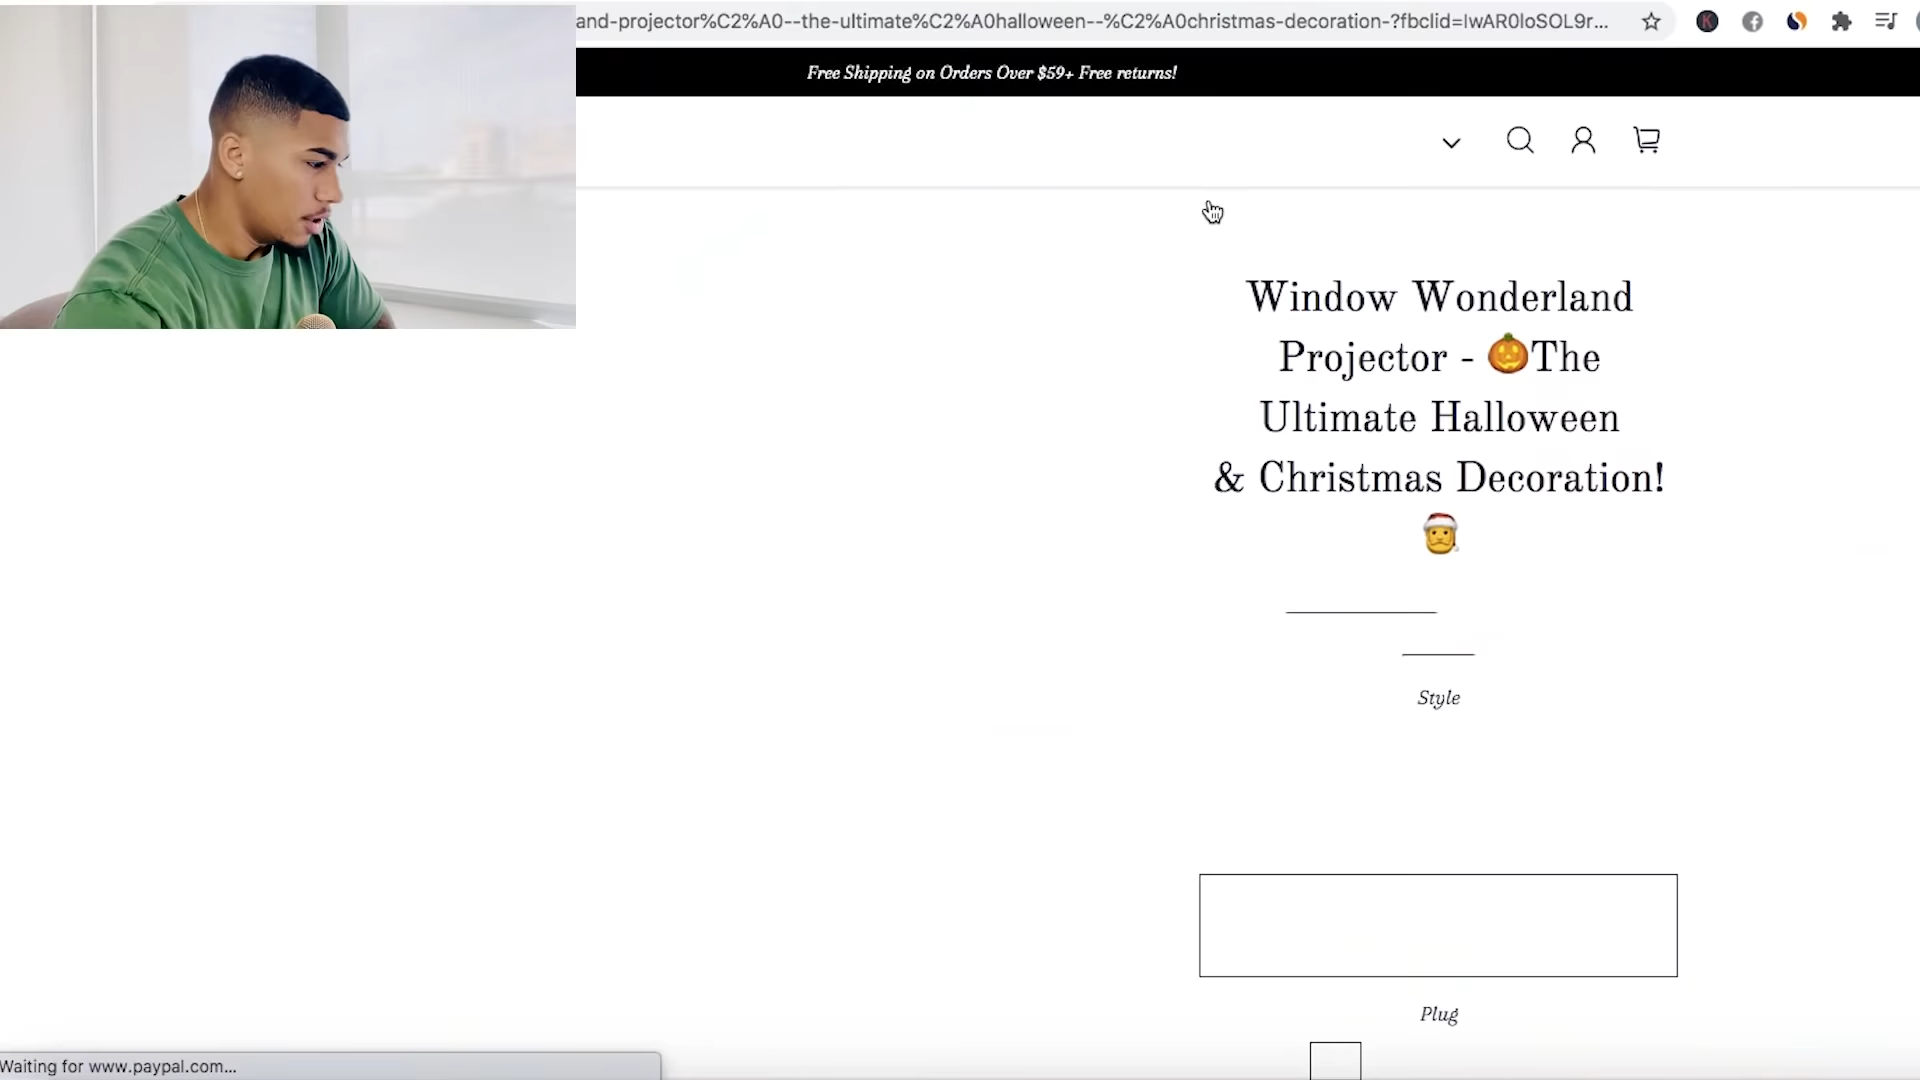 and-projector%C2%A0--the-ultimate%C2%A0halloween--%C2%A0christmas-decoration-?fbclid=IwAR0IoSOL9r...
Free Shipping on Orders Over $59+ Free returns!
Window Wonderland
Projector - 🎃The
Ultimate Halloween
& Christmas Decoration!
🎅
Style
Plug
Waiting for www.paypal.com...